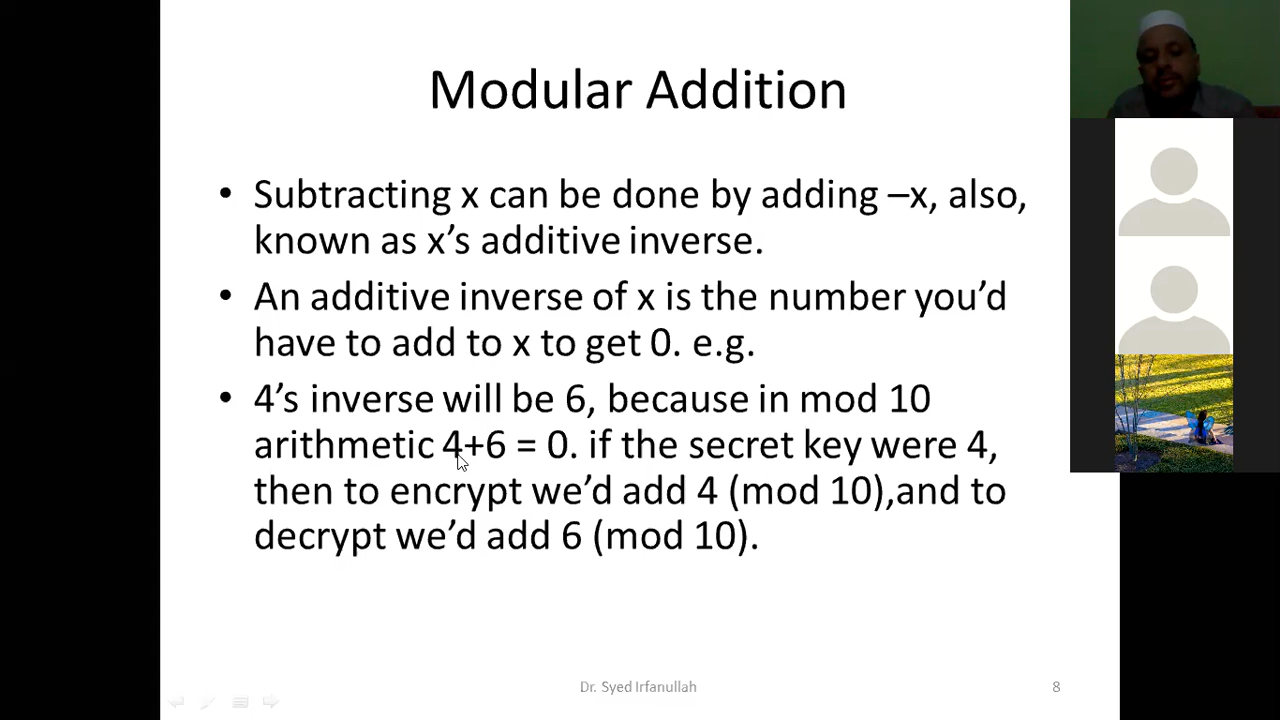 Modular Addition
• Subtracting x can be done by adding –x, also,
known as x’s additive inverse.
• An additive inverse of x is the number you’d
have to add to x to get 0. e.g.
• 4’s inverse will be 6, because in mod 10
arithmetic 4+6 = 0. if the secret key were 4,
then to encrypt we’d add 4 (mod 10),and to
decrypt we’d add 6 (mod 10).
Dr. Syed Irfanullah
8